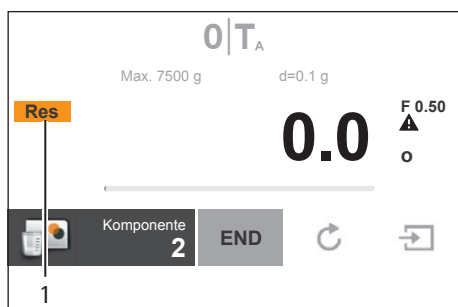 0|TA
Max. 7500 g d=0.1 g
Res
0.0
F 0.50
o
Komponente
2
END
1